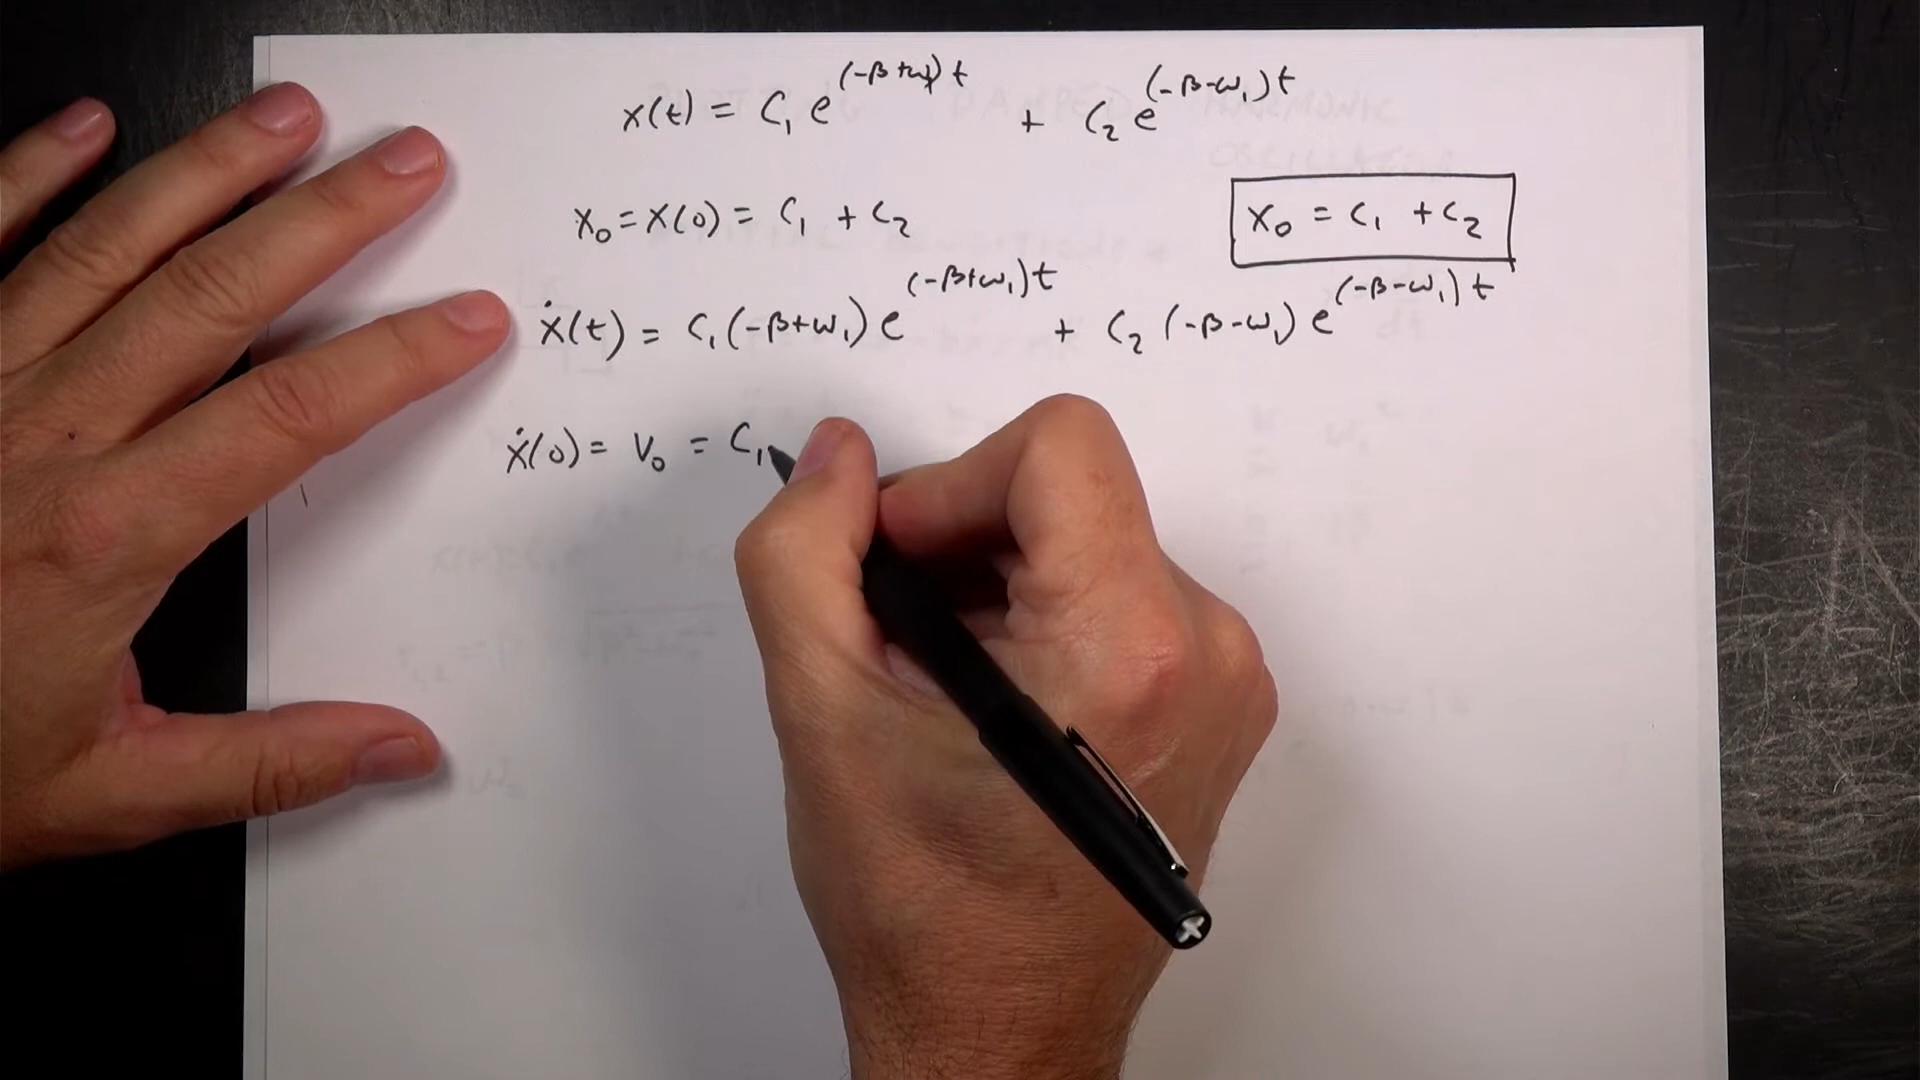 x(t) = C₁ e^(-β+ω₁)t + C₂ e^(-β-ω₁)t
x₀ = x(0) = C₁ + C₂
x₀ = C₁ + C₂
ẋ(t) = C₁(-β+ω₁) e^(-β+ω₁)t + C₂ (-β-ω₁) e^(-β-ω₁)t
ẋ(0) = v₀ = C₁